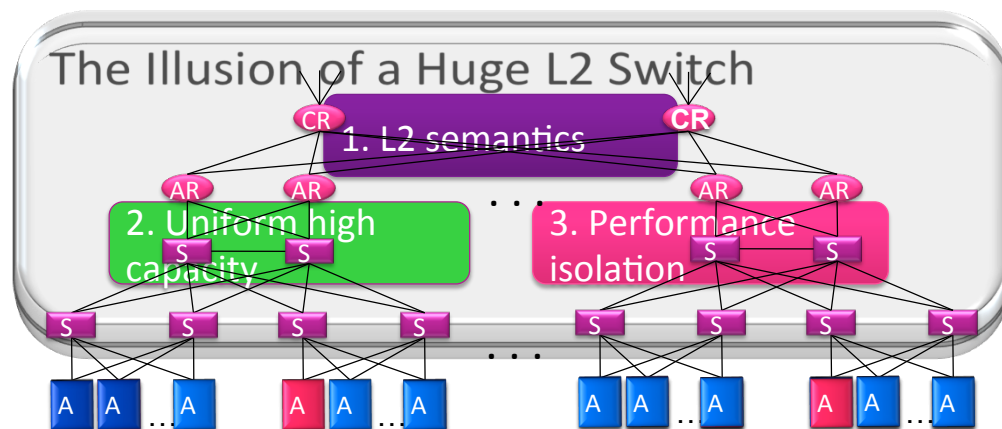 The Illusion of a Huge L2 Switch
CR CR
1. L2 semantics
AR AR ... AR AR
2. Uniform high
capacity
3. Performance
isolation
S S S S
S S S S S S S S
...
A A ... A A A ... A A A ... A A A ... A